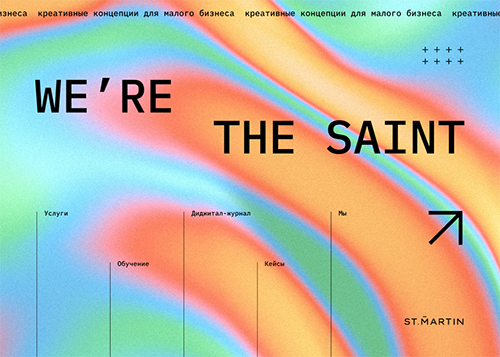 изнеса креативные концепции для малого бизнеса креативные концепции для малого бизнеса креативные
WE'RE
THE SAINT
Услуги
Диджитал-журнал
Мы
Обучение
Кейсы
ST.MARTIN